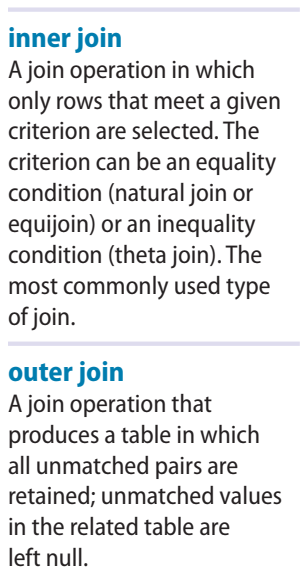 inner join
A join operation in which
only rows that meet a given
criterion are selected. The
criterion can be an equality
condition (natural join or
equijoin) or an inequality
condition (theta join). The
most commonly used type
of join.
outer join
A join operation that
produces a table in which
all unmatched pairs are
retained; unmatched values
in the related table are
left null.